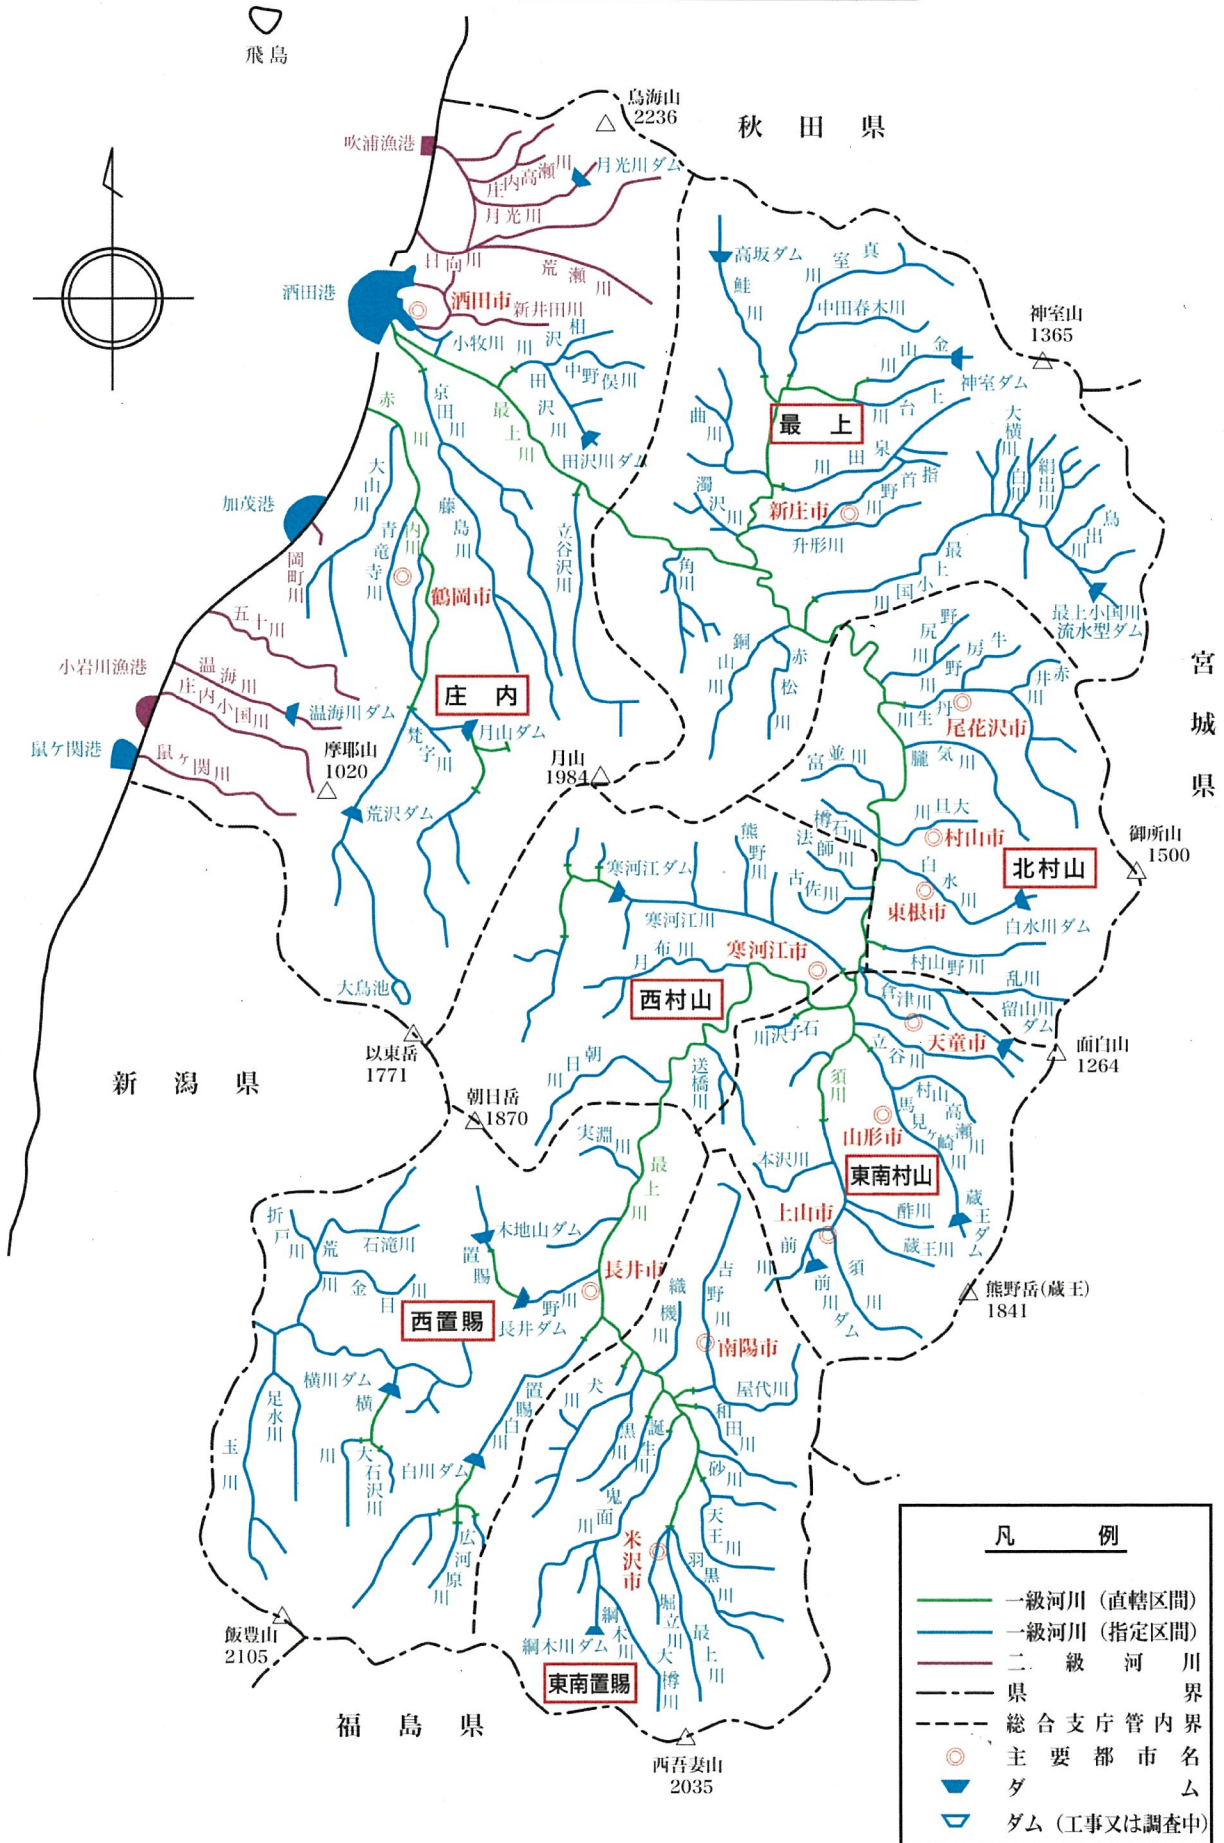 飛島
鳥海山
2236
秋田県
吹浦漁港
庄内高瀬川
月光川ダム
月光川
日向川
荒瀬川
高坂ダム
鮭川
真室川
中田春木川
神室山
1365
酒田港
酒田市
新井田川
小牧川
相沢川
中野俣川
田沢川
田沢川ダム
金山川
神室ダム
最上
上台川
曲川
泉田川
指首野川
新庄市
濁沢川
升形川
大横川
白川
絹出川
烏出川
最上小国川
最上小国川
流水型ダム
赤川
京田川
最上川
大山川
藤島川
加茂港
青竜寺川
内川
立谷沢川
岡町川
鶴岡市
角川
銅山川
赤松川
宮城県
五十川
小岩川漁港
温海川
庄内小国川
温海川ダム
庄内
鼠ケ関港
鼠ヶ関川
摩耶山
1020
梵字川
月山ダム
月山
1984
荒沢ダム
野尻川
牛房野川
赤井川
丹生川
尾花沢市
朧気川
富並川
大旦川
樽石川
村山市
法師川
御所山
1500
北村山
白水川
古佐川
東根市
白水川ダム
熊野川
寒河江ダム
寒河江川
寒河江市
月布川
村山野川
乱川
西村山
大鳥池
倉津川
留山川ダム
天童市
以東岳
1771
石子沢川
立谷川
面白山
1264
新潟県
朝日川
送橋川
須川
村山高瀬川
馬見ヶ崎川
朝日岳
1870
山形市
実淵川
本沢川
東南村山
最上川
蔵王ダム
折戸川
荒川
石滝川
木地山ダム
上山市
酢川
蔵王川
金目川
置賜野川
長井市
前川
前川ダム
須川
熊野岳(蔵王)
1841
西置賜
長井ダム
吉野川
織機川
南陽市
横川ダム
横川
足水川
犬川
置賜白川
屋代川
和田川
黒川
誕生川
玉川
大石沢川
白川ダム
砂川
鬼面川
天王川
広河原川
米沢市
羽黒川
飯豊山
2105
綱木川
綱木川ダム
堀立川
最上川
大樽川
東南置賜
福島県
西吾妻山
2035
凡例
一級河川(直轄区間)
一級河川(指定区間)
二級河川
県界
総合支庁管内界
主要都市名
ダム
ダム(工事又は調査中)